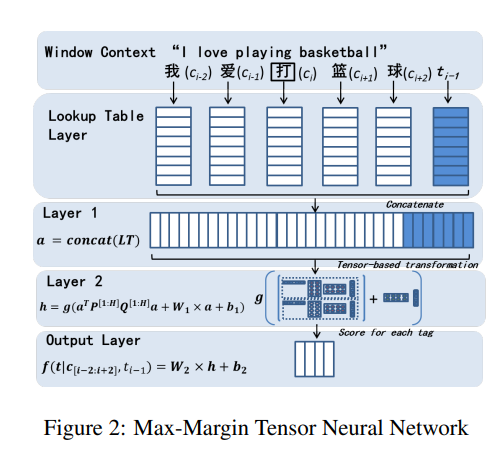 Window Context “I love playing basketball”
我 (c_{i-2}) 爱 (c_{i-1}) 打 (c_i) 篮 (c_{i+1}) 球 (c_{i+2}) t_{i-1}
Lookup Table
Layer
Concatenate
Layer 1
a = concat(LT)
Tensor-based transformation
Layer 2
h = g(a^T P^{[1:H]} Q^{[1:H]} a + W_1 × a + b_1)
g
+
Score for each tag
Output Layer
f(t|c_{[i-2:i+2]}, t_{i-1}) = W_2 × h + b_2
Figure 2: Max-Margin Tensor Neural Network